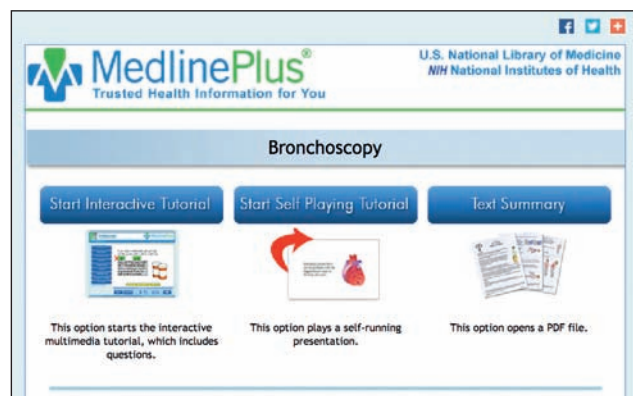 MedlinePlus®
Trusted Health Information for You
U.S. National Library of Medicine
NIH National Institutes of Health
Bronchoscopy
Start Interactive Tutorial
Start Self Playing Tutorial
Text Summary
This option starts the interactive
multimedia tutorial, which includes
questions.
This option plays a self-running
presentation.
This option opens a PDF file.